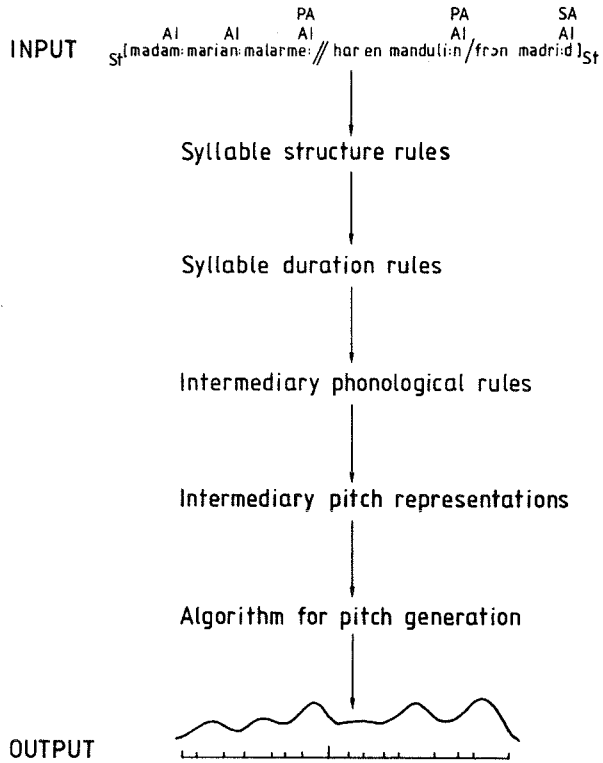 PA PA SA
AI AI AI AI AI
INPUT St[madam:marian:malarme:// har en manduli:n/frɔn madri:d]St
Syllable structure rules
Syllable duration rules
Intermediary phonological rules
Intermediary pitch representations
Algorithm for pitch generation
OUTPUT